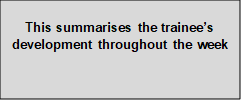 This summarises the trainee's
development throughout the week